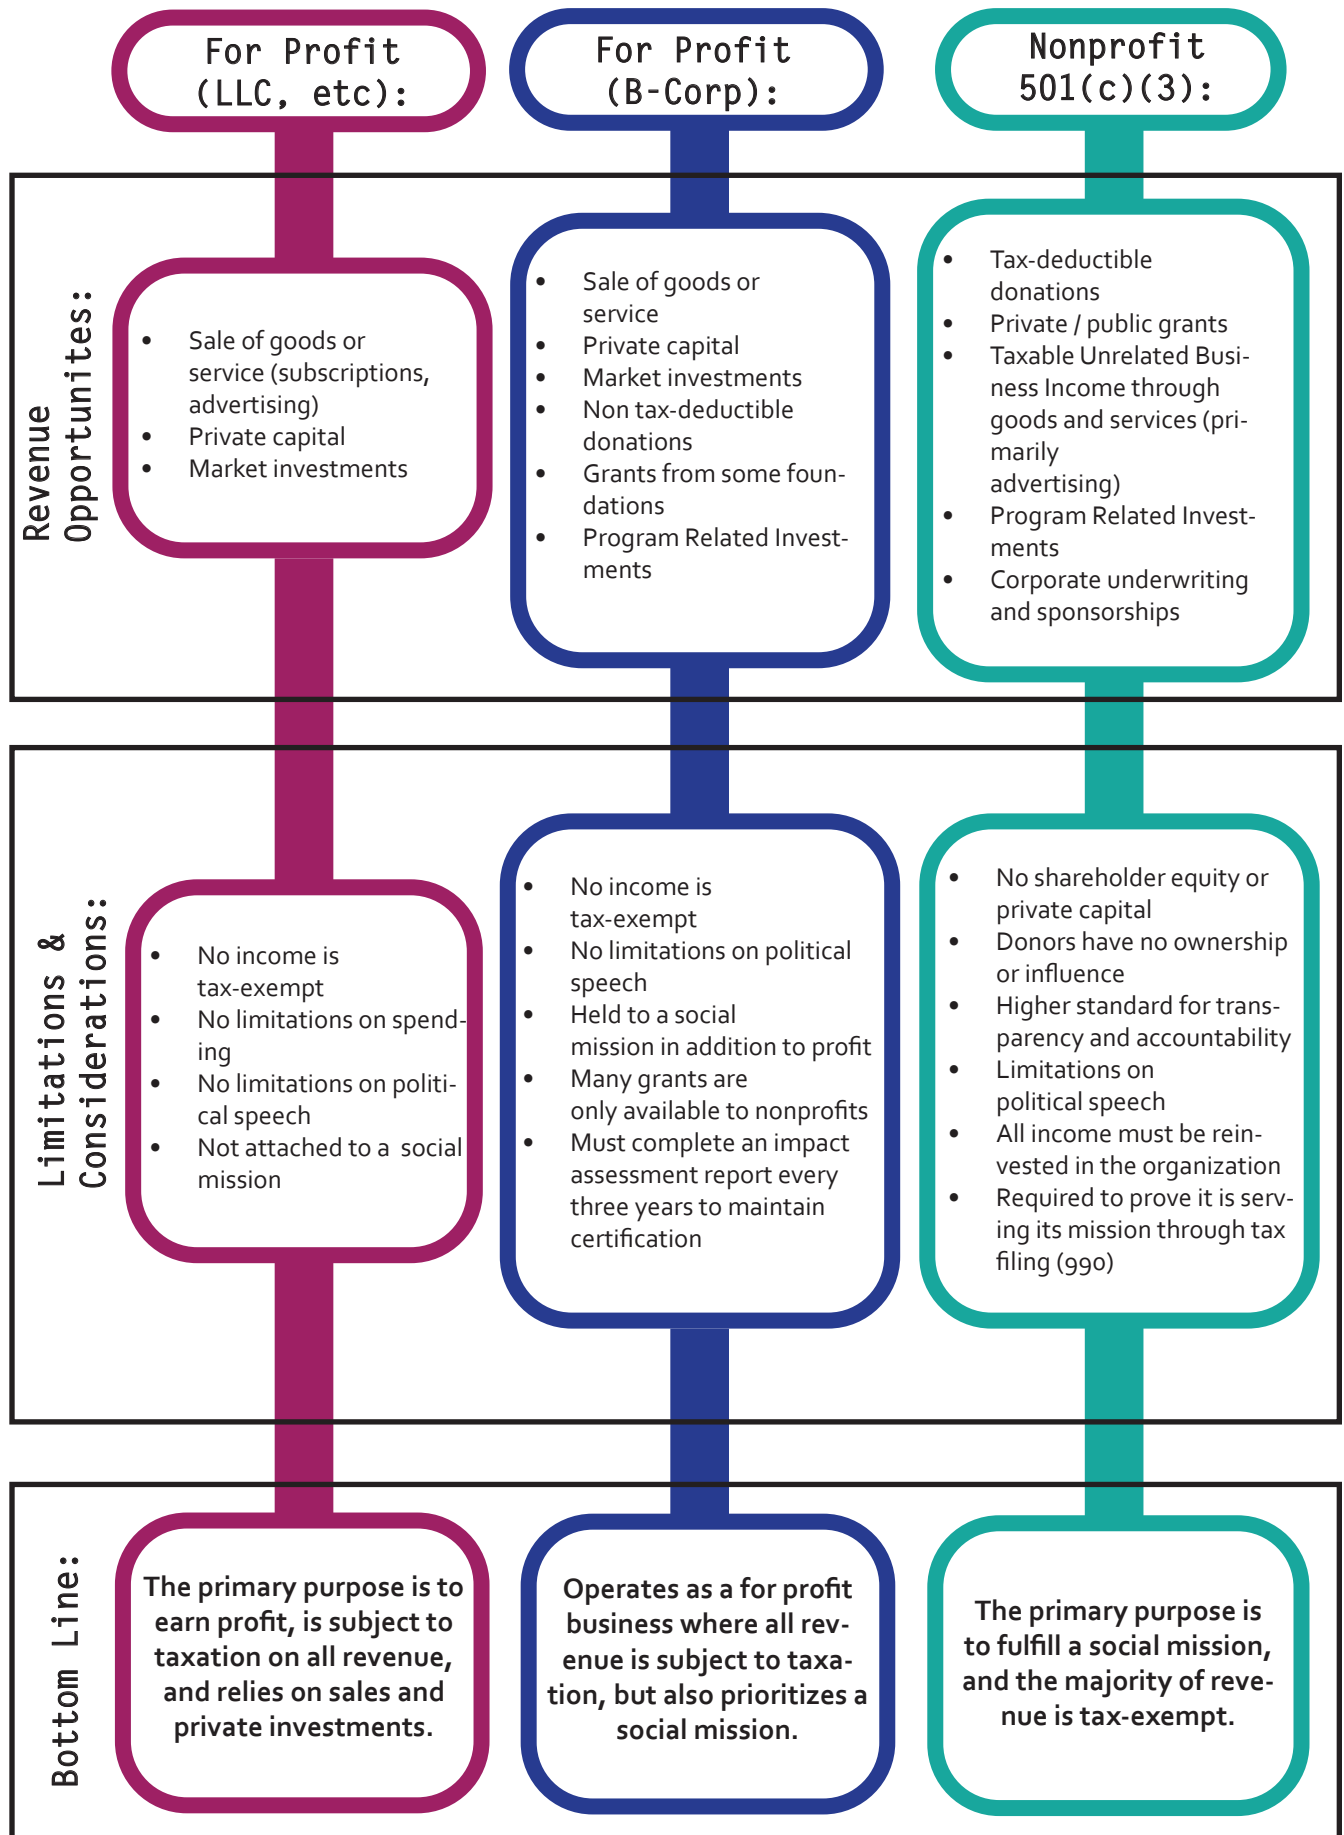 For Profit
(LLC, etc):
For Profit
(B-Corp):
Nonprofit
501(c)(3):
Revenue
Opportunites:
• Sale of goods or
service (subscriptions,
advertising)
• Private capital
• Market investments
• Sale of goods or
service
• Private capital
• Market investments
• Non tax-deductible
donations
• Grants from some foun-
dations
• Program Related Invest-
ments
• Tax-deductible
donations
• Private / public grants
• Taxable Unrelated Busi-
ness Income through
goods and services (pri-
marily
advertising)
• Program Related Invest-
ments
• Corporate underwriting
and sponsorships
Limitations &
Considerations:
• No income is
tax-exempt
• No limitations on spend-
ing
• No limitations on politi-
cal speech
• Not attached to a social
mission
• No income is
tax-exempt
• No limitations on political
speech
• Held to a social
mission in addition to profit
• Many grants are
only available to nonprofits
• Must complete an impact
assessment report every
three years to maintain
certification
• No shareholder equity or
private capital
• Donors have no ownership
or influence
• Higher standard for trans-
parency and accountability
• Limitations on
political speech
• All income must be rein-
vested in the organization
• Required to prove it is serv-
ing its mission through tax
filing (990)
Bottom Line:
The primary purpose is to
earn profit, is subject to
taxation on all revenue,
and relies on sales and
private investments.
Operates as a for profit
business where all rev-
enue is subject to taxa-
tion, but also prioritizes a
social mission.
The primary purpose is
to fulfill a social mission,
and the majority of reve-
nue is tax-exempt.